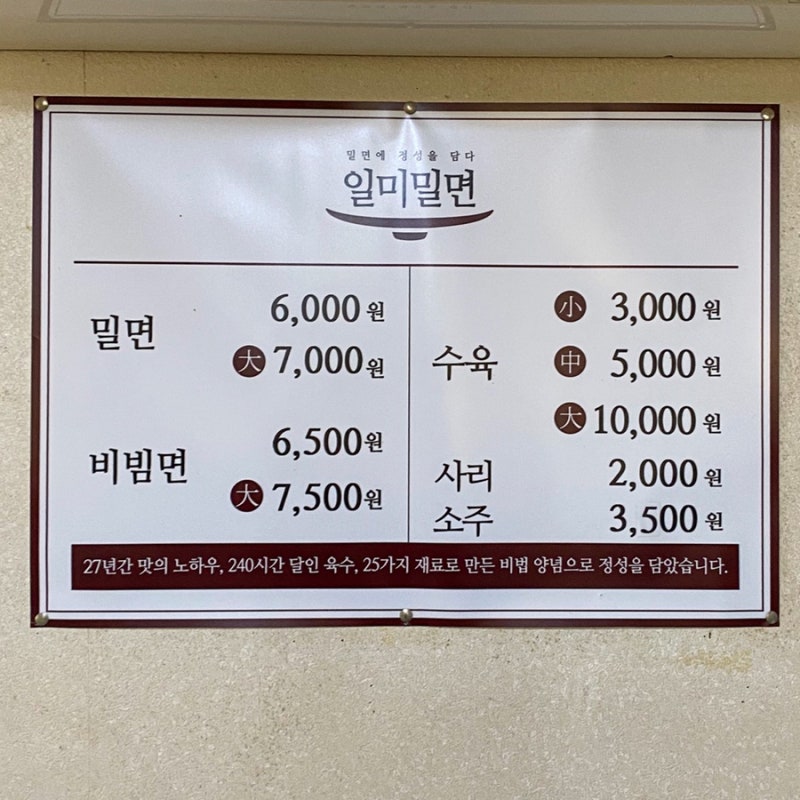 밀면에 정성을 담다
일미밀면
밀면
6,000원
大 7,000원
비빔면
6,500원
大 7,500원
수육
小 3,000원
中 5,000원
大 10,000원
사리 2,000원
소주 3,500원
27년간 맛의 노하우, 240시간 달인 육수, 25가지 재료로 만든 비법 양념으로 정성을 담았습니다.